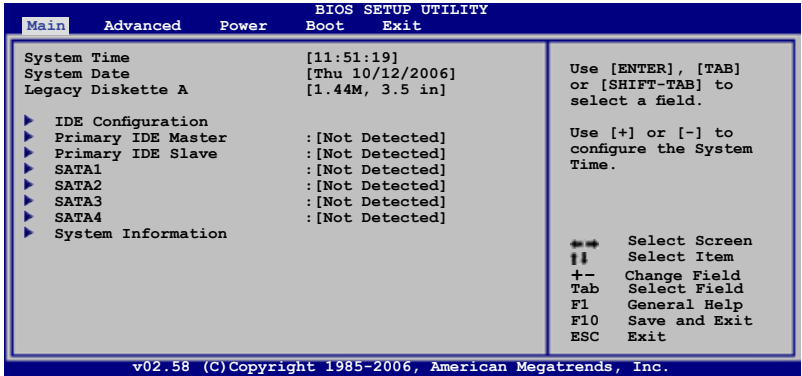 BIOS SETUP UTILITY
Main Advanced Power Boot Exit
System Time [11:51:19]
System Date [Thu 10/12/2006]
Legacy Diskette A [1.44M, 3.5 in]
IDE Configuration
Primary IDE Master :[Not Detected]
Primary IDE Slave :[Not Detected]
SATA1 :[Not Detected]
SATA2 :[Not Detected]
SATA3 :[Not Detected]
SATA4 :[Not Detected]
System Information
Use [ENTER], [TAB]
or [SHIFT-TAB] to
select a field.
Use [+] or [-] to
configure the System
Time.
←→ Select Screen
↑↓ Select Item
+- Change Field
Tab Select Field
F1 General Help
F10 Save and Exit
ESC Exit
v02.58 (C)Copyright 1985-2006, American Megatrends, Inc.